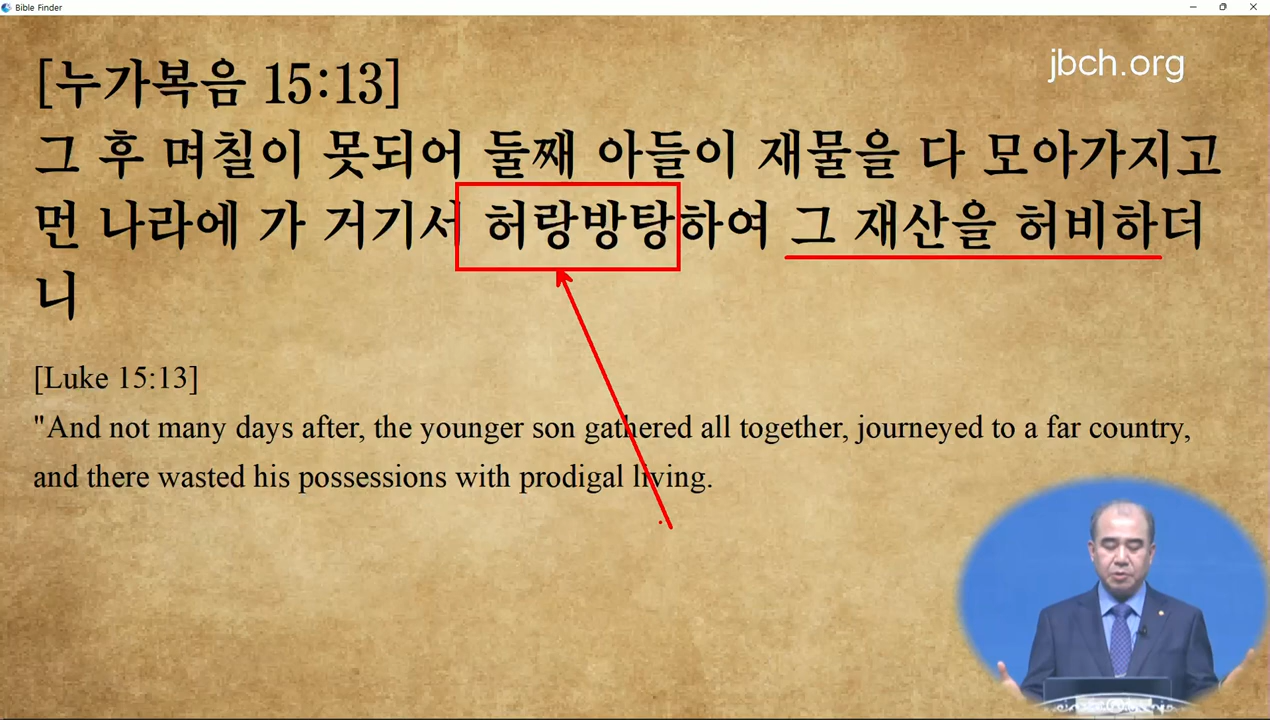 Bible Finder
jbch.org
[누가복음 15:13]
그 후 며칠이 못되어 둘째 아들이 재물을 다 모아가지고
먼 나라에 가 거기서 허랑방탕하여 그 재산을 허비하더
니
[Luke 15:13]
"And not many days after, the younger son gathered all together, journeyed to a far country,
and there wasted his possessions with prodigal living.